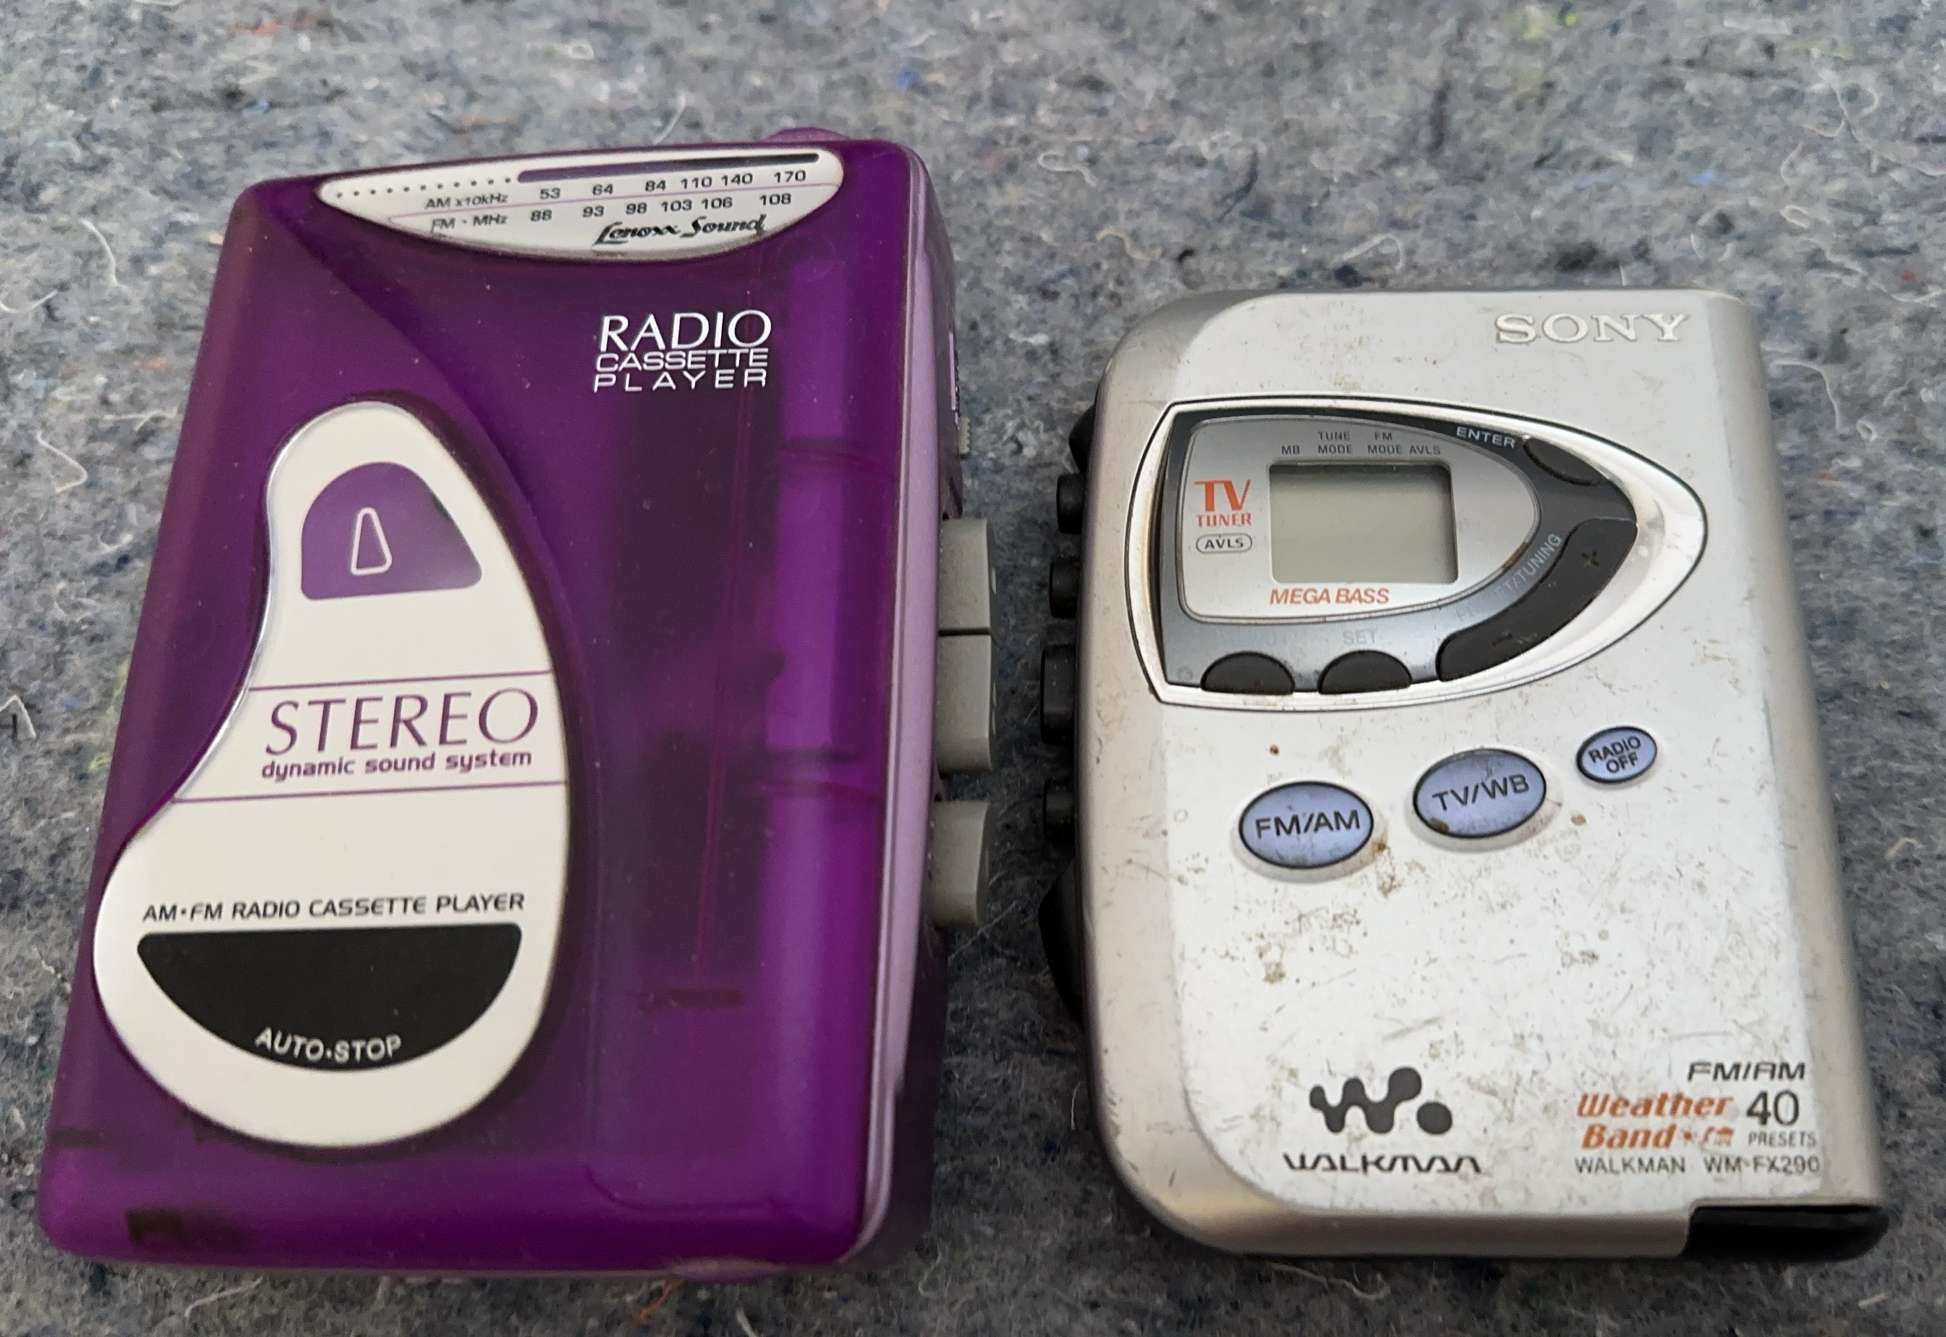 AM x10kHz 53 64 84 110 140 170
FM - MHz 88 93 98 103 106 108
Lenoxx Sound
RADIO
CASSETTE
PLAYER
STEREO
dynamic sound system
AM•FM RADIO CASSETTE PLAYER
AUTO•STOP
SONY
MB TUNE MODE FM MODE AVLS
ENTER
TV
TUNER
AVLS
MEGA BASS
SET
+
-
FM/AM
TV/WB
RADIO
OFF
WALKMAN
FM/AM
Weather
Band
40
PRESETS
WALKMAN WM-FX290